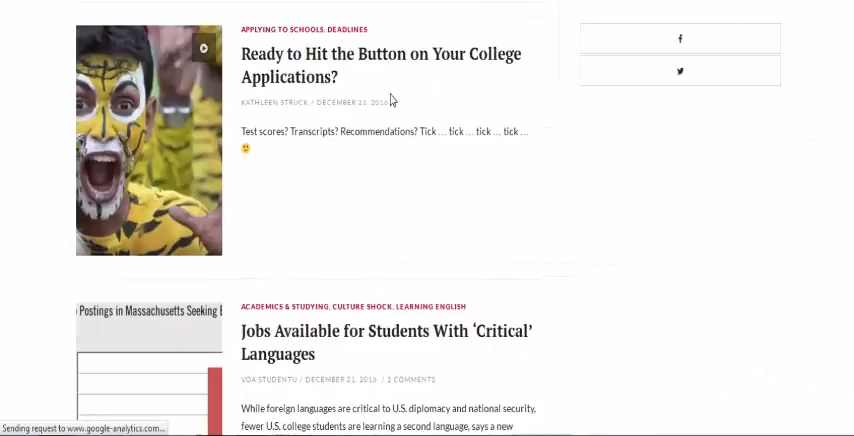 APPLYING TO SCHOOLS, DEADLINES
Ready to Hit the Button on Your College
Applications?
KATHLEEN STRUCK / DECEMBER 21, 2016
Test scores? Transcripts? Recommendations? Tick … tick … tick … tick …
ACADEMICS & STUDYING, CULTURE SHOCK, LEARNING ENGLISH
Postings in Massachusetts Seeking
Jobs Available for Students With ‘Critical’
Languages
VOA STUDENTU / DECEMBER 21, 2016 / 2 COMMENTS
While foreign languages are critical to U.S. diplomacy and national security,
fewer U.S. college students are learning a second language, says a new
Sending request to www.google-analytics.com...